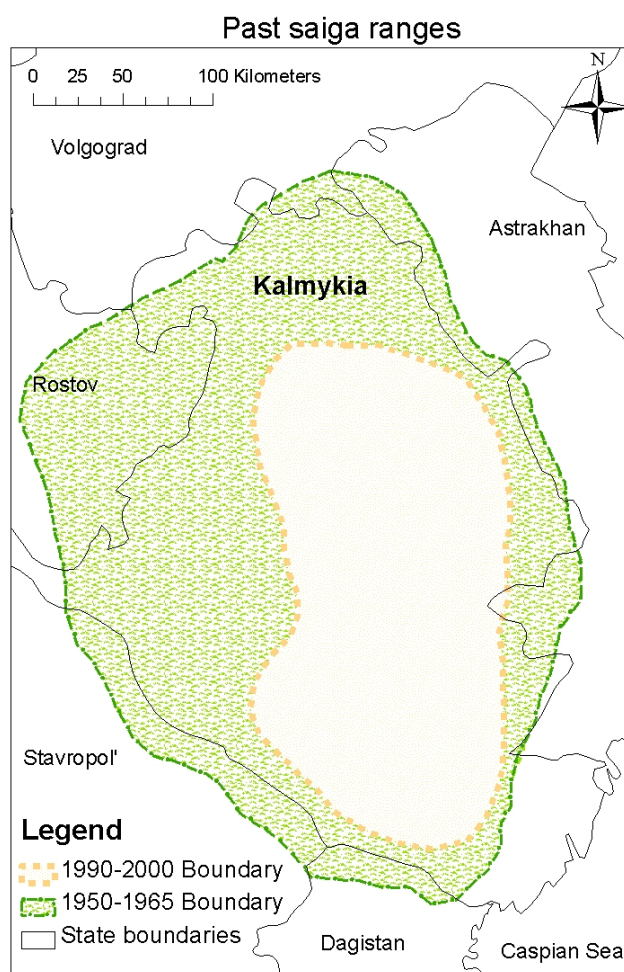 Past saiga ranges
0 25 50 100 Kilometers
N
Volgograd
Astrakhan
Kalmykia
Rostov
Stavropol'
Legend
1990-2000 Boundary
1950-1965 Boundary
State boundaries
Dagistan
Caspian Sea